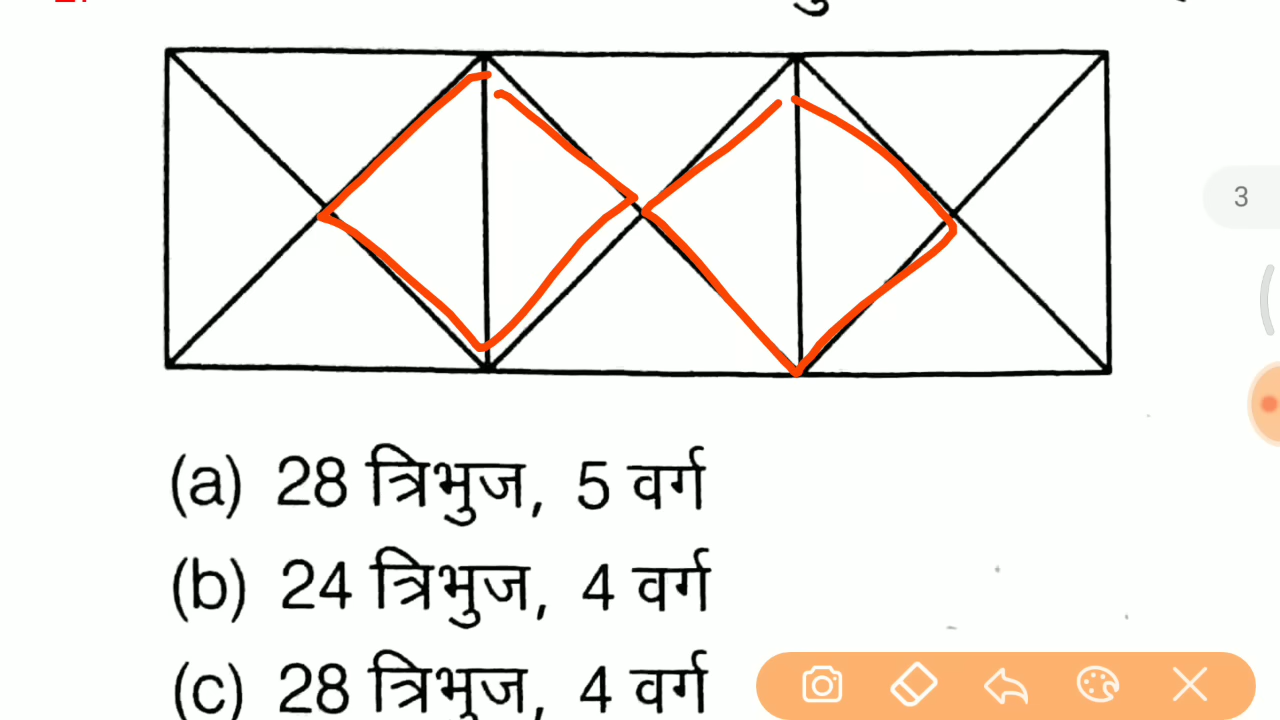 3
(a) 28 त्रिभुज, 5 वर्ग
(b) 24 त्रिभुज, 4 वर्ग
(c) 28 त्रिभुज, 4 वर्ग